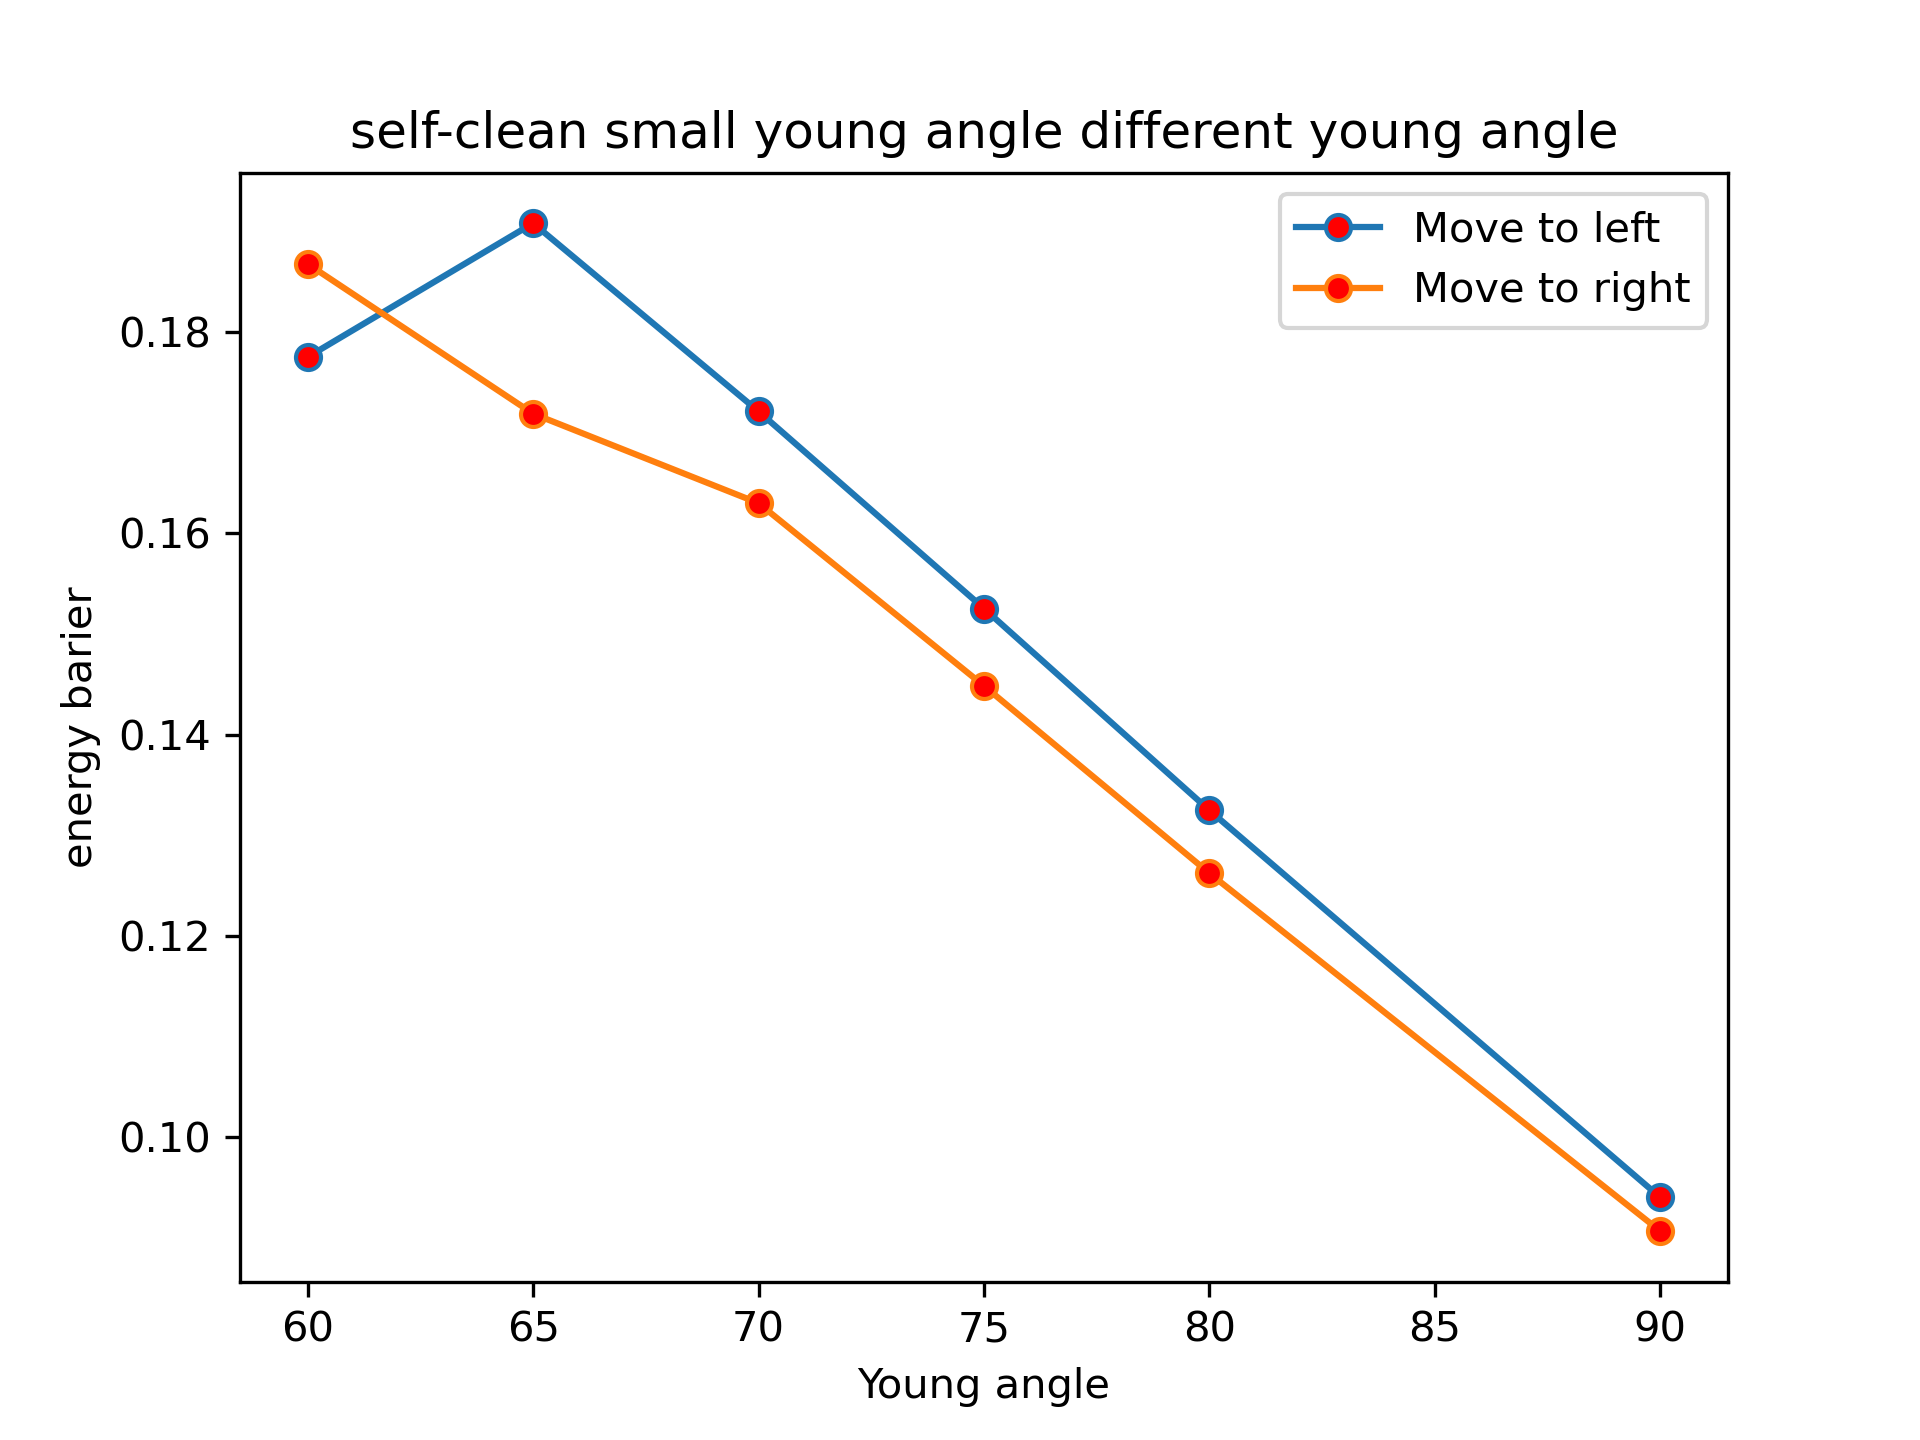 self-clean small young angle different young angle
Move to left
Move to right
energy barier
0.18
0.16
0.14
0.12
0.10
60 65 70 75 80 85 90
Young angle